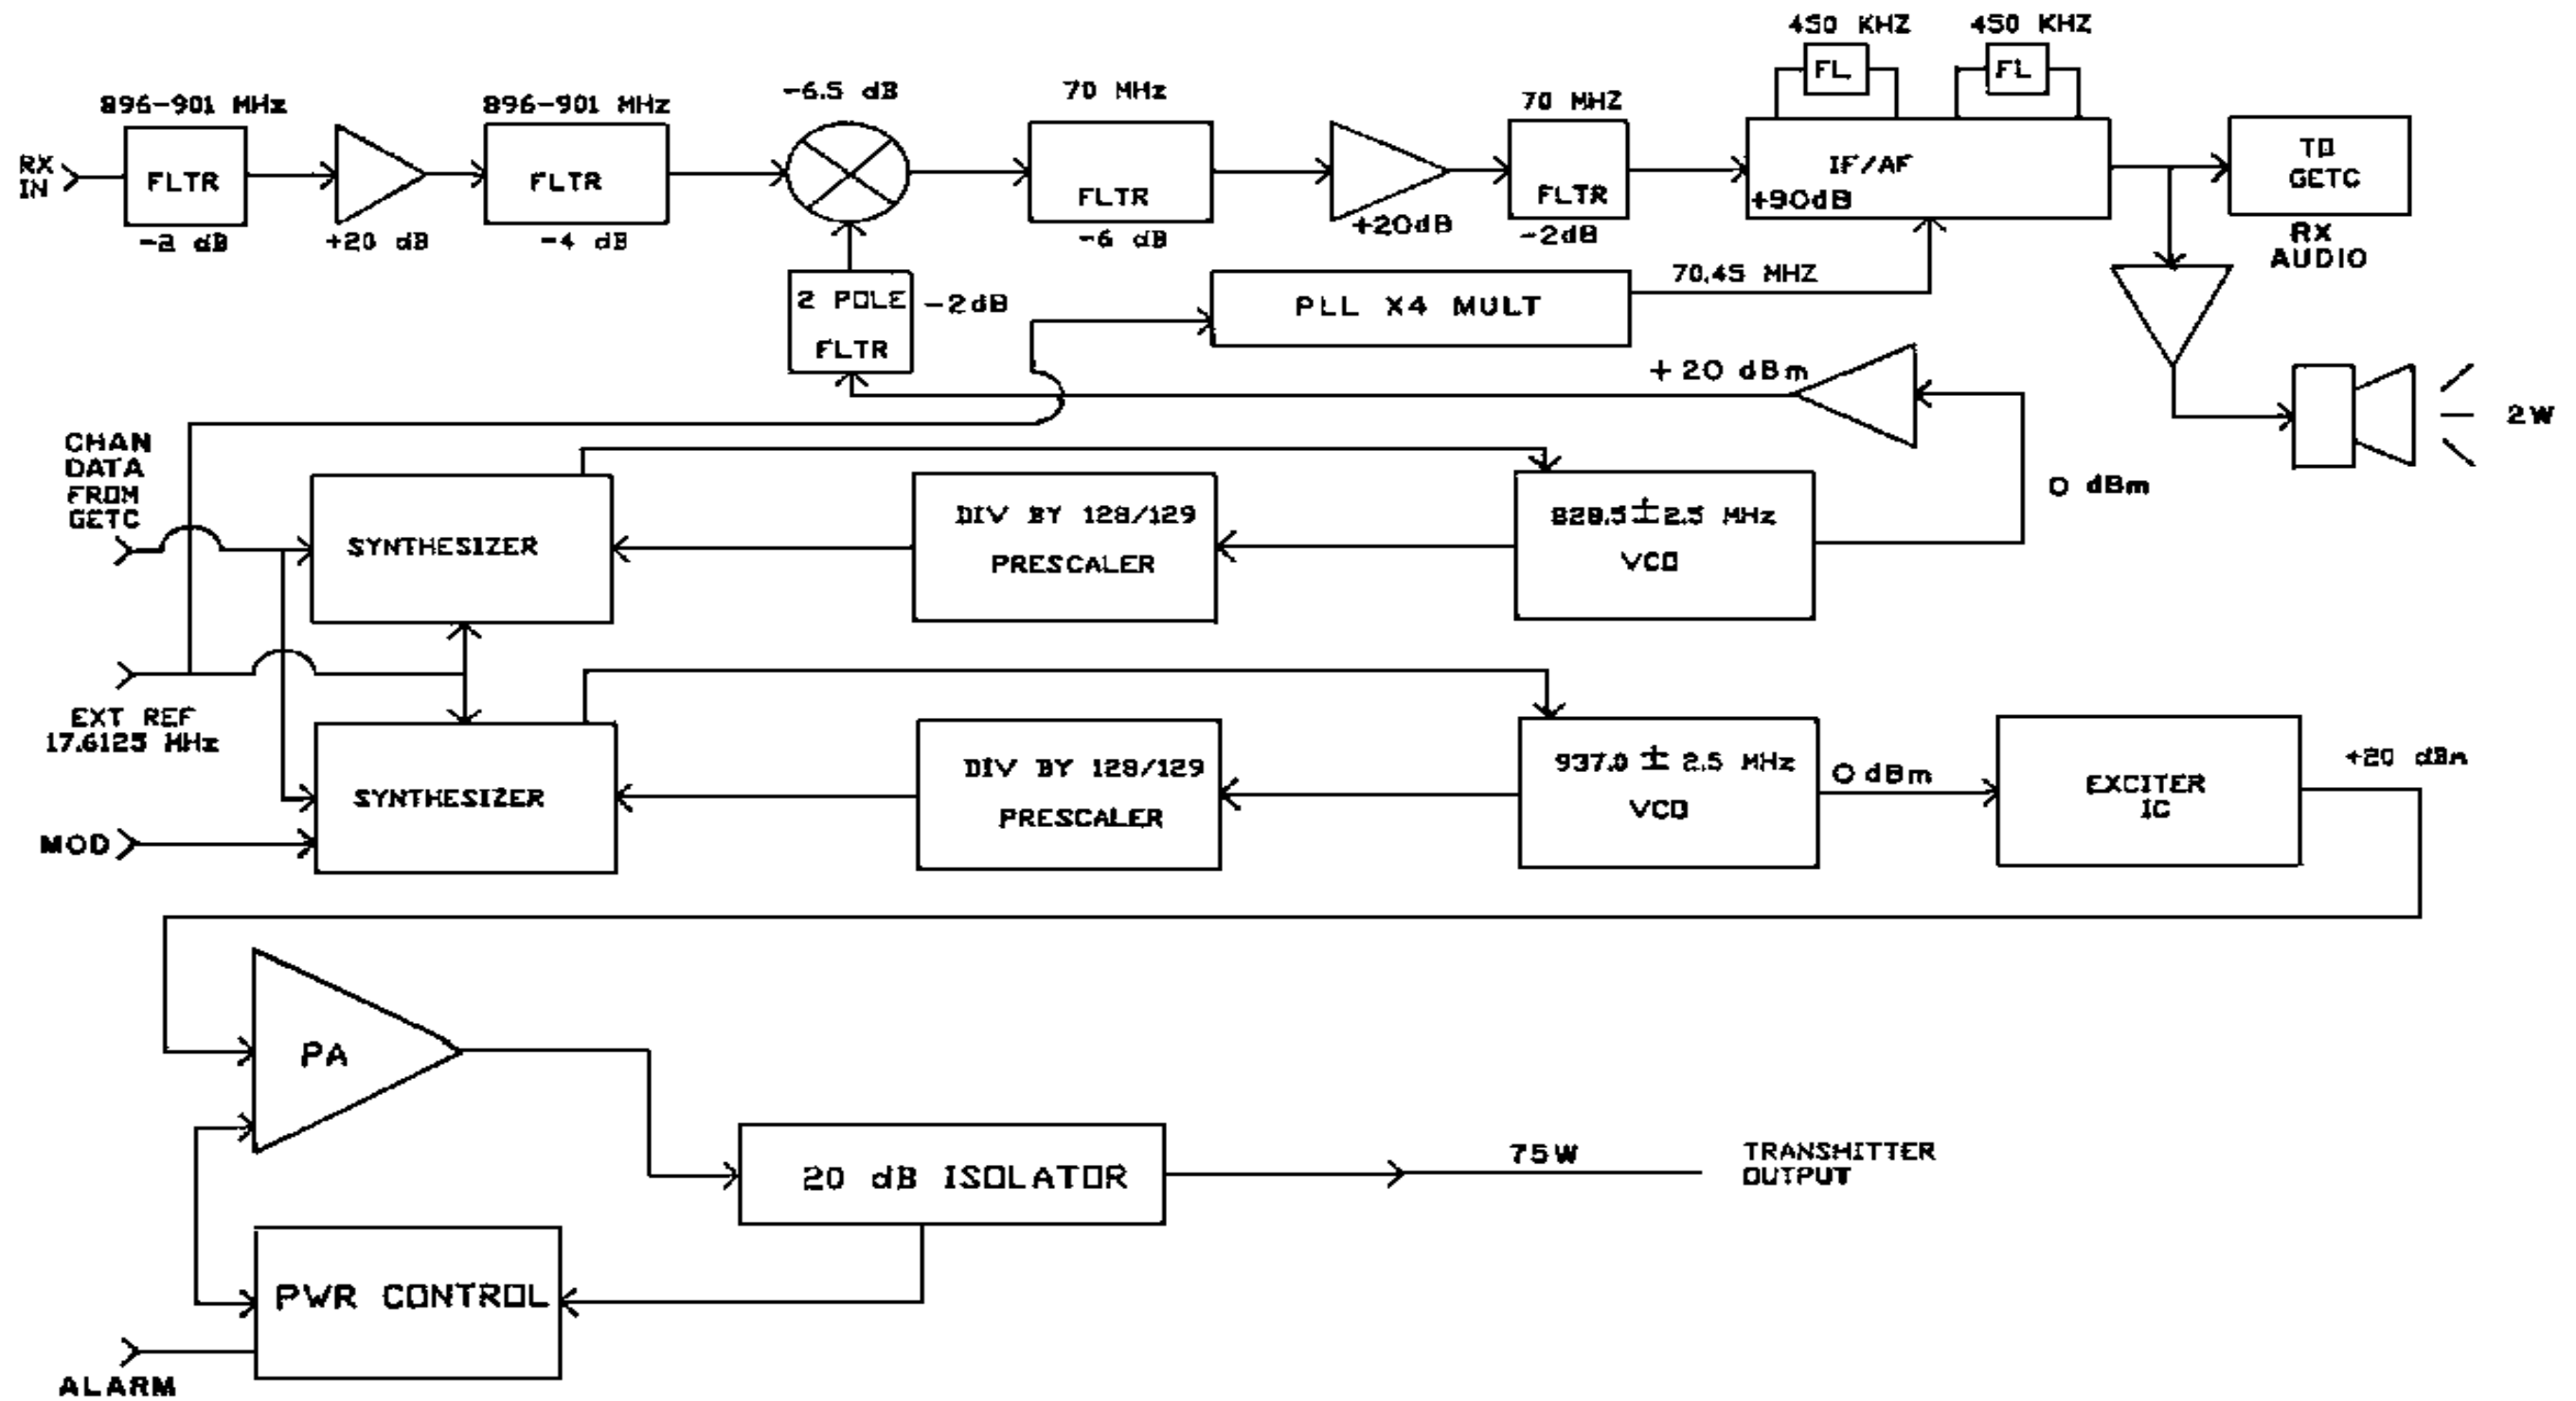 450 KHZ
450 KHZ
FL
FL
896-901 MHz
896-901 MHz
-6.5 dB
70 MHz
70 MHZ
RX
IN
FLTR
FLTR
FLTR
FLTR
IF/AF
+90dB
TO
GETC
-2 dB
+20 dB
-4 dB
-6 dB
+20dB
-2dB
RX
AUDIO
2 POLE
FLTR
-2dB
PLL X4 MULT
70.45 MHZ
+20 dBm
2W
CHAN
DATA
FROM
GETC
SYNTHESIZER
DIV BY 128/129
PRESCALER
828.5±2.5 MHz
VCO
0 dBm
EXT REF
17.6125 MHz
SYNTHESIZER
DIV BY 128/129
PRESCALER
937.0 ± 2.5 MHz
VCO
0 dBm
EXCITER
IC
+20 dBm
MOD
PA
20 dB ISOLATOR
75W
TRANSMITTER
OUTPUT
PWR CONTROL
ALARM